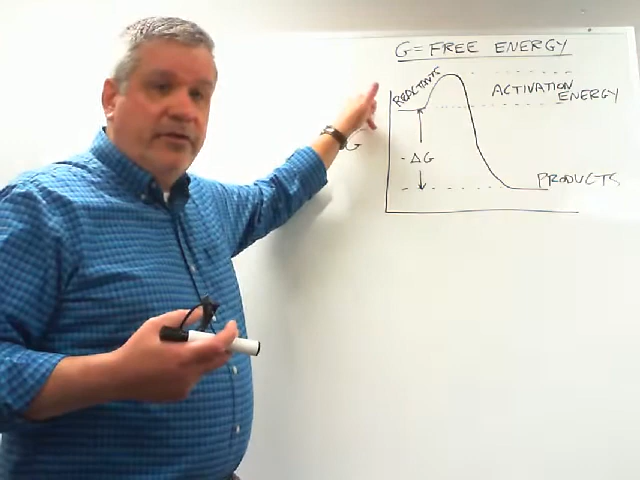 G = FREE ENERGY
REACTANTS
ACTIVATION
ENERGY
G
- ΔG
PRODUCTS